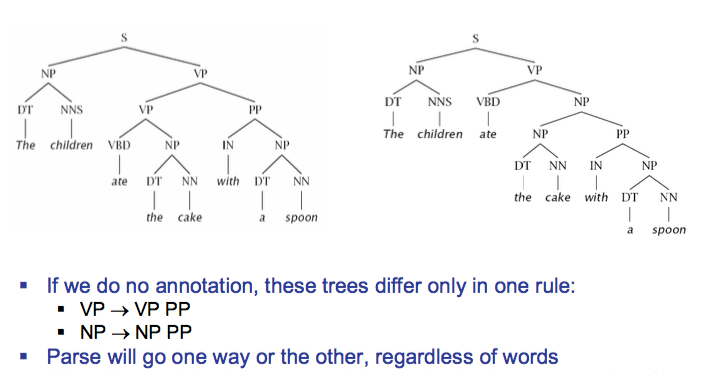 S
NP VP
DT NNS VP PP
The children VBD NP IN NP
ate DT NN with DT NN
the cake a spoon
S
NP VP
DT NNS VBD NP
The children ate NP PP
DT NN IN NP
the cake with DT NN
a spoon
▪ If we do no annotation, these trees differ only in one rule:
▪ VP → VP PP
▪ NP → NP PP
▪ Parse will go one way or the other, regardless of words